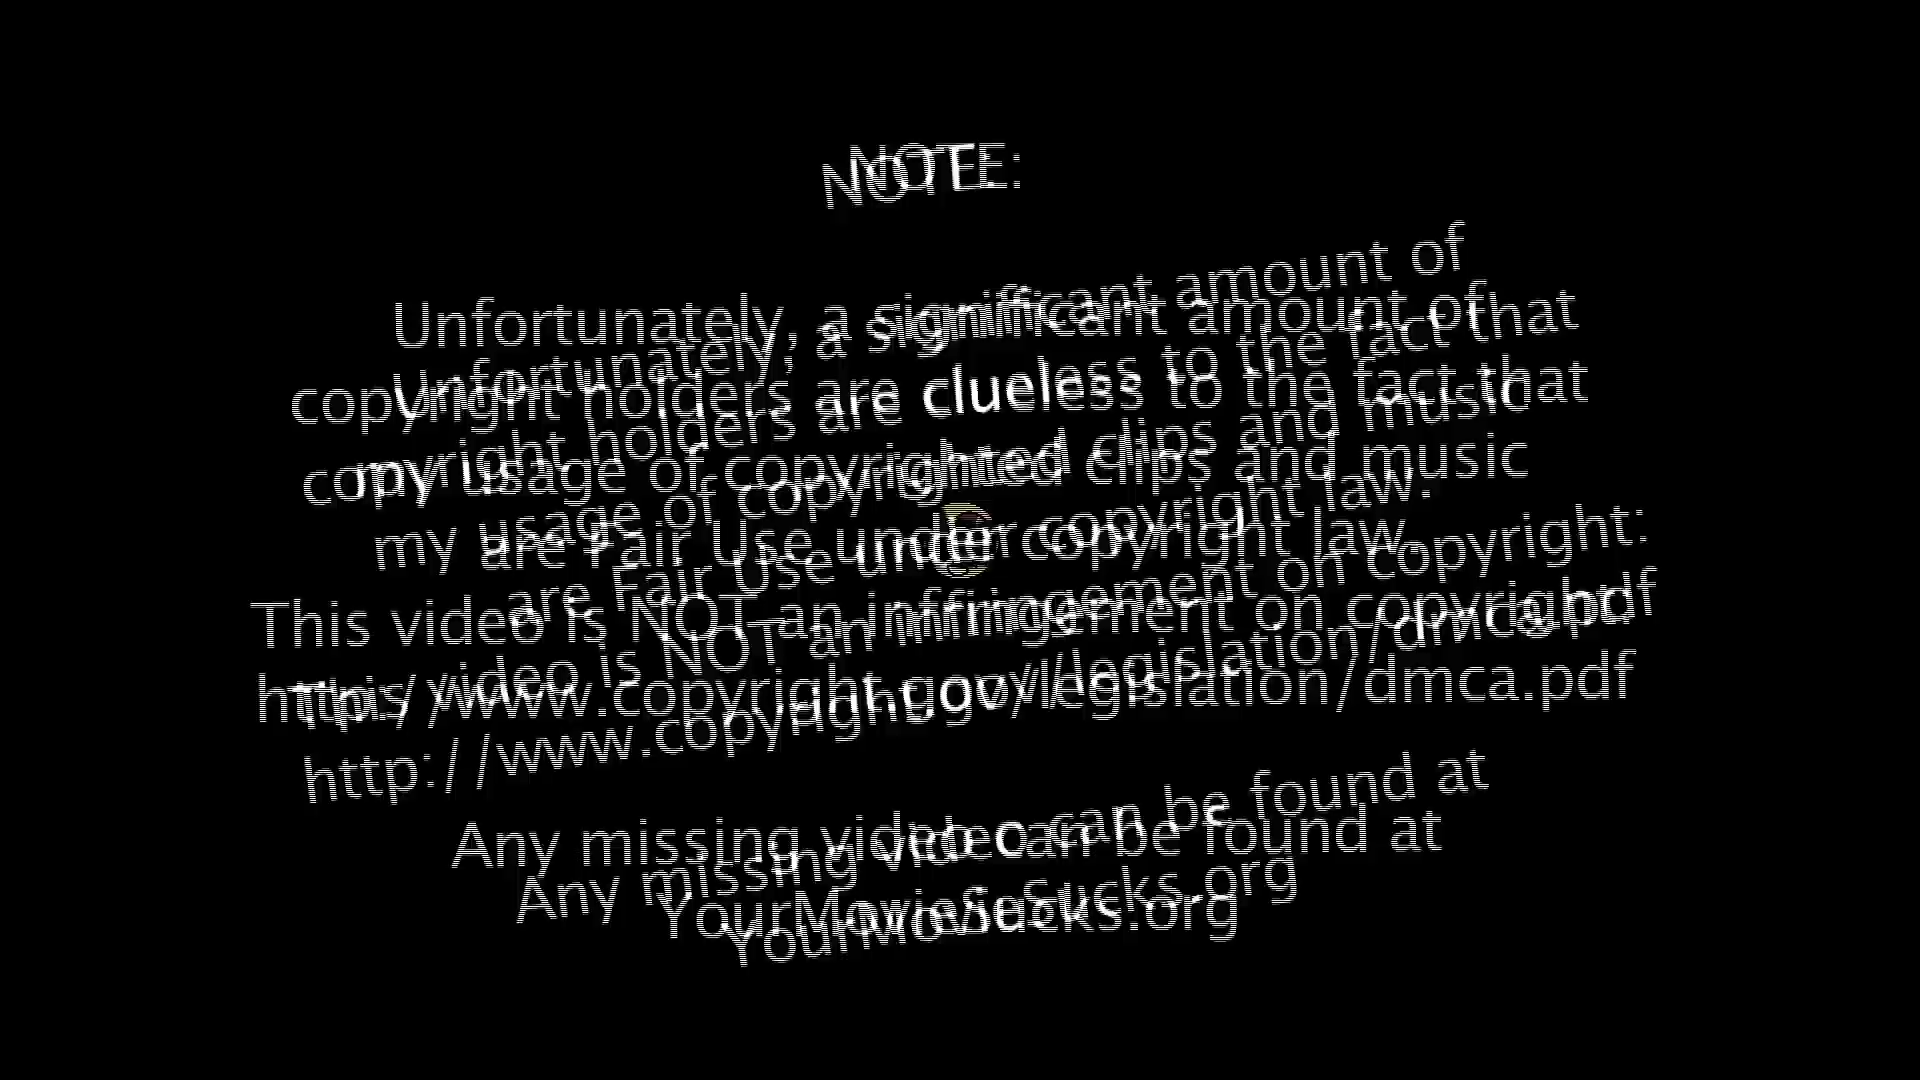 NOTE:
Unfortunately, a significant amount of
copyright holders are clueless to the fact that
my usage of copyrighted clips and music
are Fair Use under copyright law.
This video is NOT an infringement on copyright:
http://www.copyright.gov/legislation/dmca.pdf
Any missing video can be found at
YourMovieSucks.org